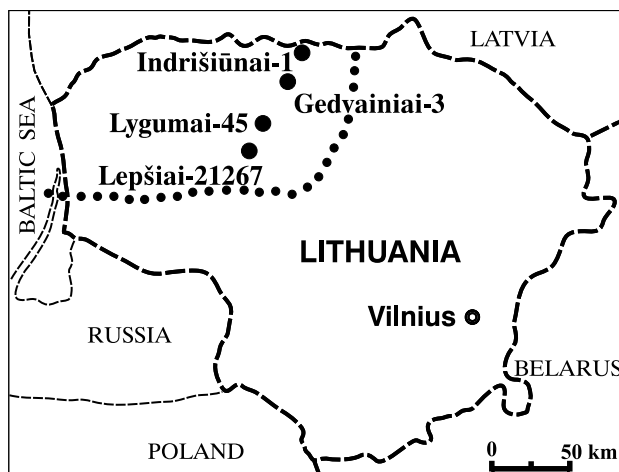 LATVIA
Indrišiūnai-1
Gedvainiai-3
Lygumai-45
Lepšiai-21267
BALTIC SEA
LITHUANIA
Vilnius
RUSSIA
BELARUS
POLAND
0 50 km